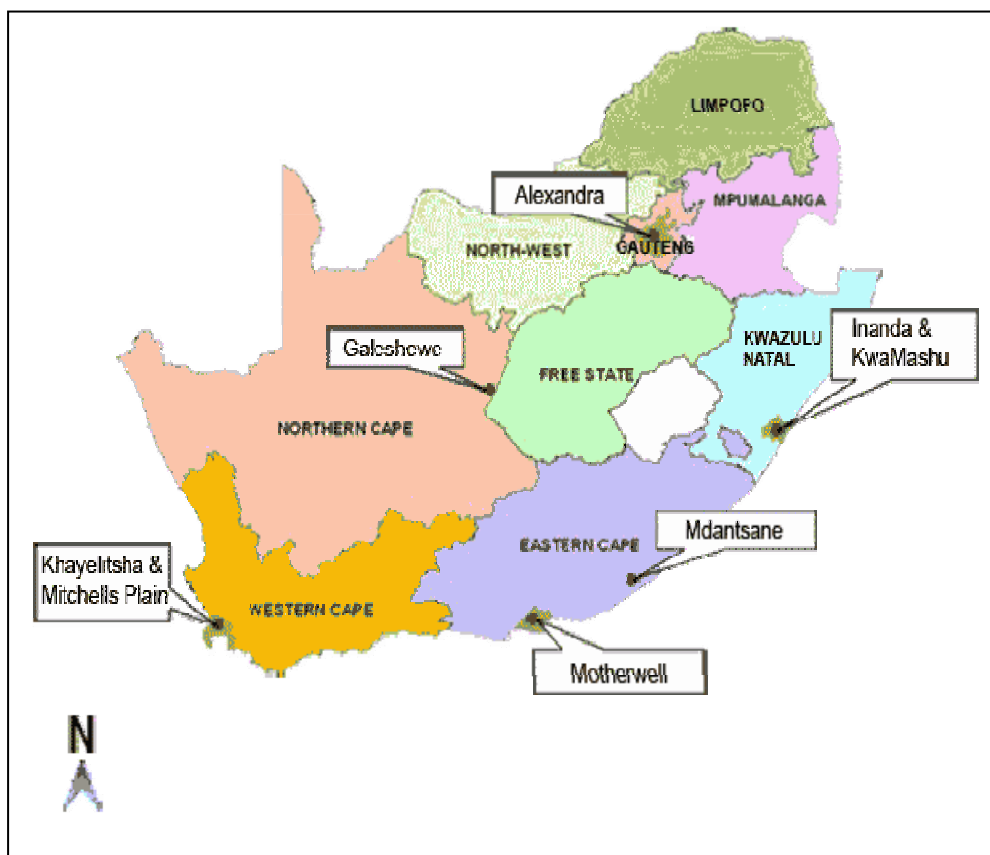 LIMPOPO
Alexandra
MPUMALANGA
NORTH-WEST
GAUTENG
Galeshewe
KWAZULU
NATAL
Inanda &
KwaMashu
FREE STATE
NORTHERN CAPE
Mdantsane
EASTERN CAPE
Khayelitsha &
Mitchells Plain
WESTERN CAPE
Motherwell
N